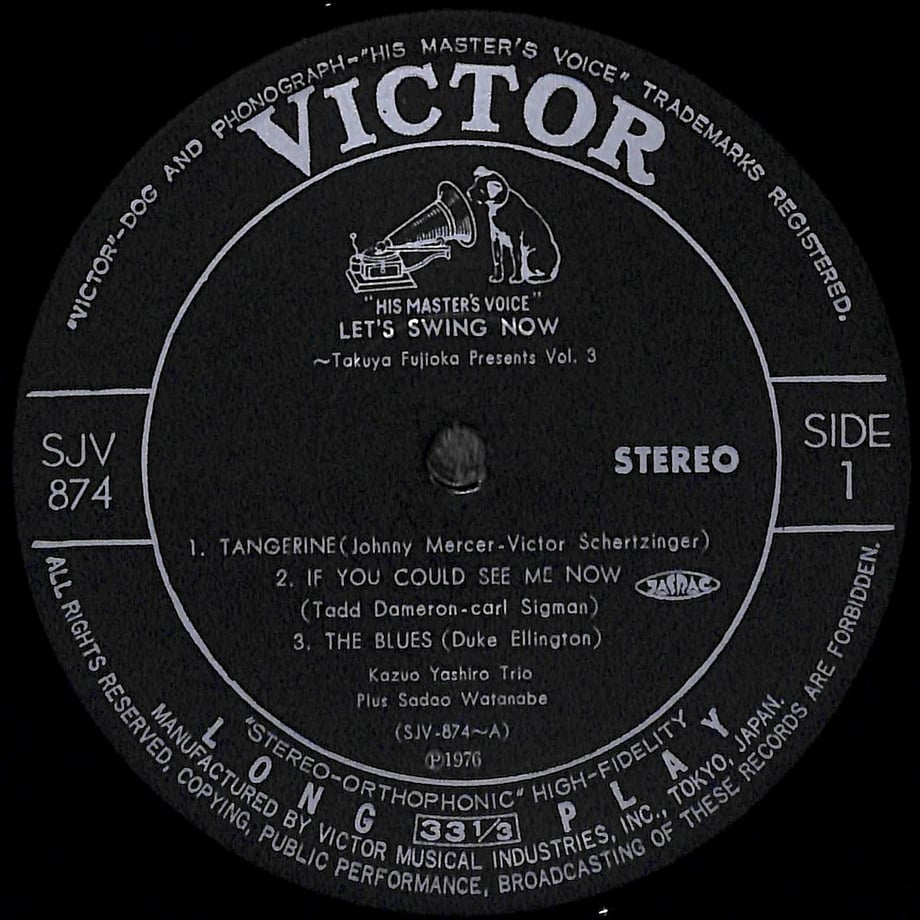 "VICTOR"-DOG AND PHONOGRAPH-"HIS MASTER'S VOICE" TRADEMARKS REGISTERED.
VICTOR
"HIS MASTER'S VOICE"
LET'S SWING NOW
~Takuya Fujioka Presents Vol. 3
SJV
874
STEREO
SIDE
1
1. TANGERINE(Johnny Mercer-Victor Schertzinger)
2. IF YOU COULD SEE ME NOW
JASRAC
(Tadd Dameron-carl Sigman)
3. THE BLUES (Duke Ellington)
Kazuo Yashiro Trio
Plus Sadao Watanabe
(SJV-874~A)
Ⓟ1976
"STEREO-ORTHOPHONIC" HIGH-FIDELITY
LONG 33 1/3 PLAY
MANUFACTURED BY VICTOR MUSICAL INDUSTRIES, INC., TOKYO, JAPAN.
ALL RIGHTS RESERVED, COPYING, PUBLIC PERFORMANCE, BROADCASTING OF THESE RECORDS ARE FORBIDDEN.